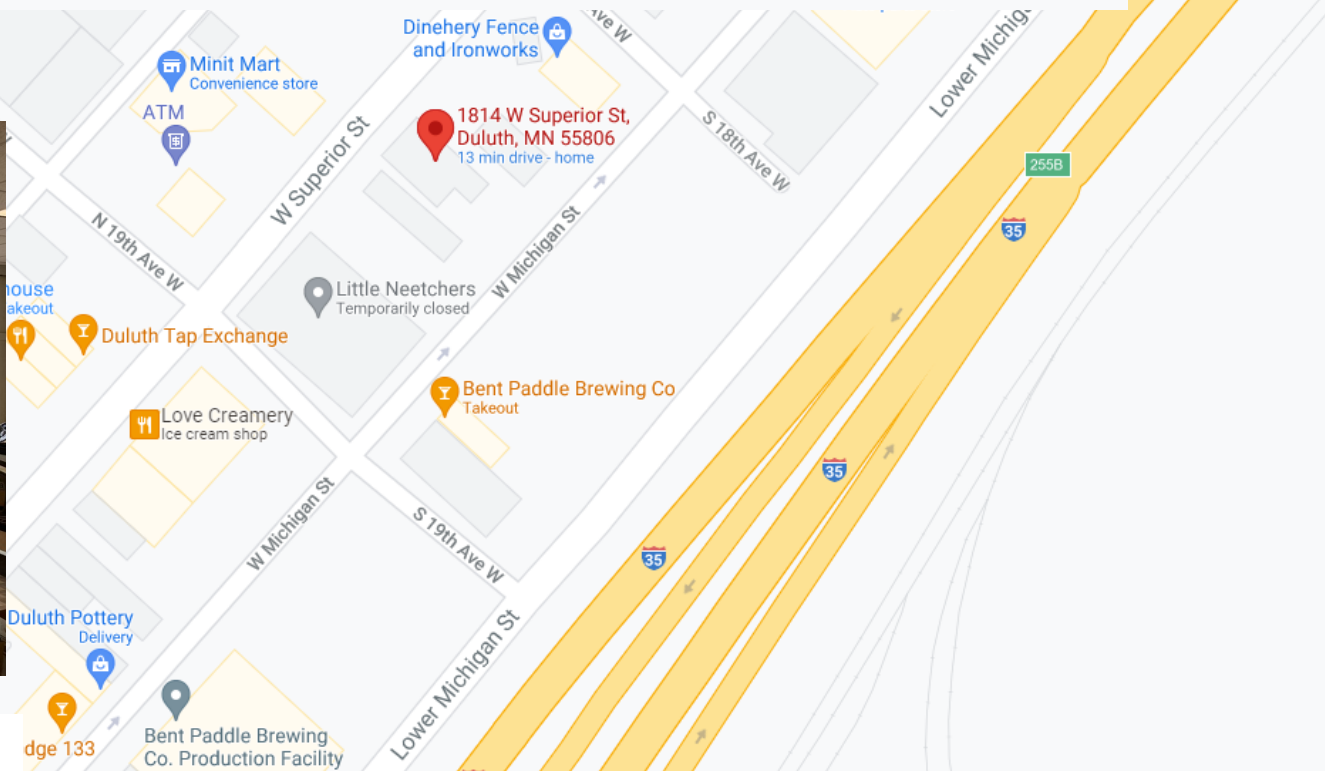 Dinehery Fence
and Ironworks
Ave W
Lower Michig
Minit Mart
Convenience store
ATM
1814 W Superior St,
Duluth, MN 55806
13 min drive - home
S 18th Ave W
255B
W Superior St
35
N 19th Ave W
W Michigan St
Little Neetchers
Temporarily closed
ouse
akeout
Duluth Tap Exchange
Bent Paddle Brewing Co
Takeout
Love Creamery
Ice cream shop
35
W Michigan St
S 19th Ave W
35
Duluth Pottery
Delivery
Lower Michigan St
dge 133
Bent Paddle Brewing
Co. Production Facility